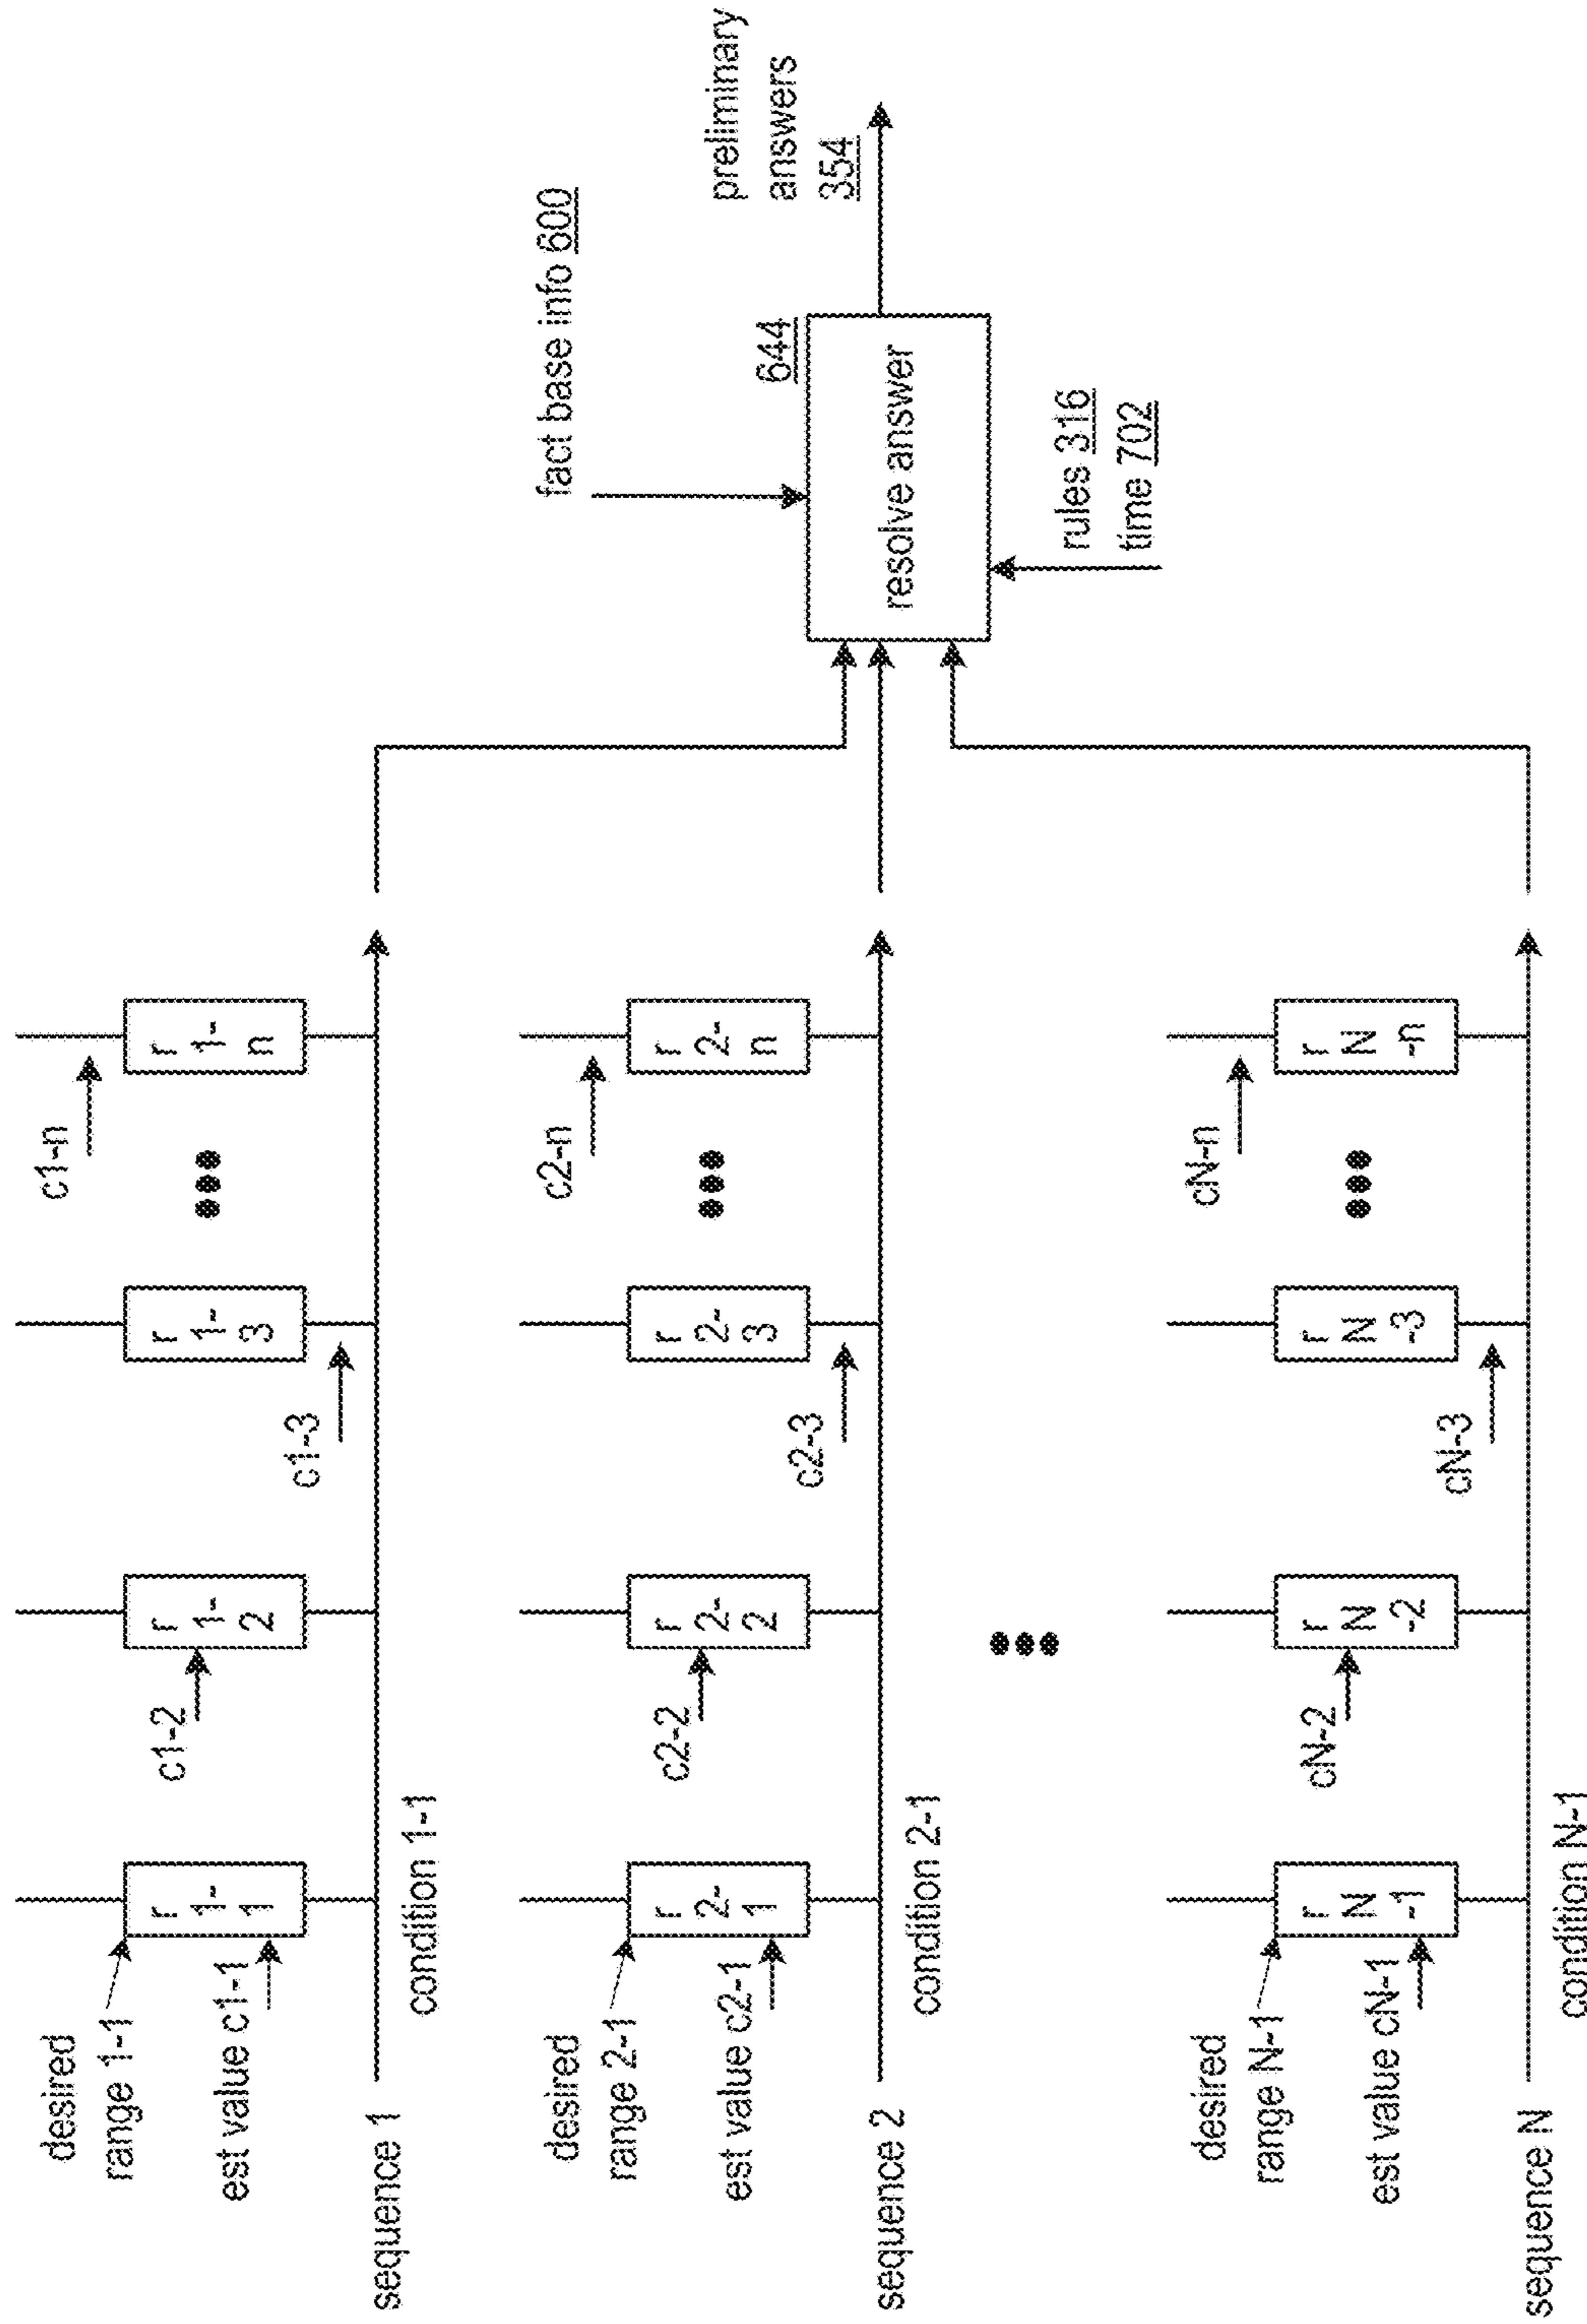 desired
range 1-1
est value c1-1
sequence 1
condition 1-1
r
1-
1
c1-2
r
1-
2
c1-3
r
1-
3
c1-n
r
1-
n
desired
range 2-1
est value c2-1
sequence 2
condition 2-1
r
2-
1
c2-2
r
2-
2
c2-3
r
2-
3
c2-n
r
2-
n
desired
range N-1
est value cN-1
sequence N
condition N-1
r
N
-1
cN-2
r
N
-2
cN-3
r
N
-3
cN-n
r
N
-n
fact base info 600
644
resolve answer
rules 316
time 702
preliminary
answers
354